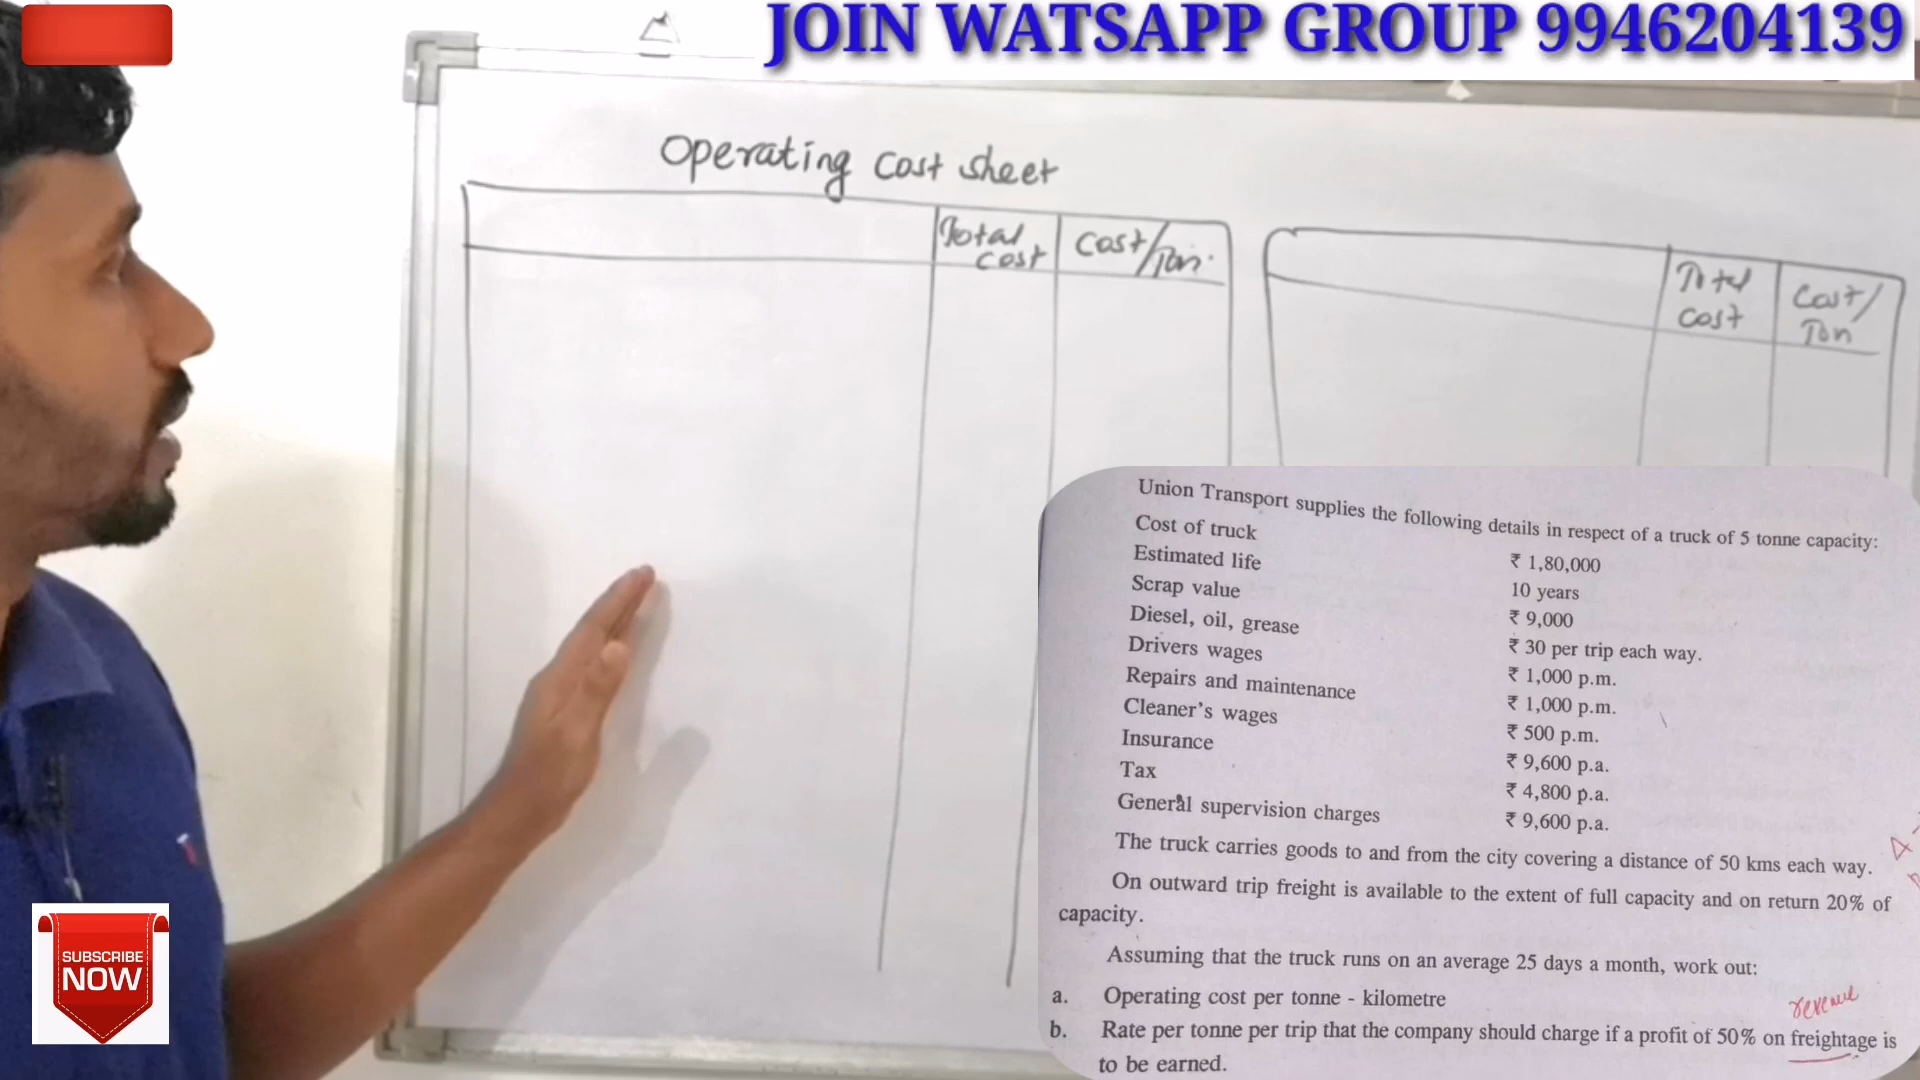 JOIN WATSAPP GROUP 9946204139
Operating Cost Sheet
Total
Cost
Cost/Ton.
Total
Cost
Cost/
Ton
Union Transport supplies the following details in respect of a truck of 5 tonne capacity:
Cost of truck ₹ 1,80,000
Estimated life 10 years
Scrap value ₹ 9,000
Diesel, oil, grease ₹ 30 per trip each way.
Drivers wages ₹ 1,000 p.m.
Repairs and maintenance ₹ 1,000 p.m.
Cleaner's wages ₹ 500 p.m.
Insurance ₹ 9,600 p.a.
Tax ₹ 4,800 p.a.
General supervision charges ₹ 9,600 p.a.
The truck carries goods to and from the city covering a distance of 50 kms each way.
On outward trip freight is available to the extent of full capacity and on return 20% of
capacity.
Assuming that the truck runs on an average 25 days a month, work out:
a. Operating cost per tonne - kilometre
revenue
b. Rate per tonne per trip that the company should charge if a profit of 50% on freightage is
to be earned.
SUBSCRIBE
NOW